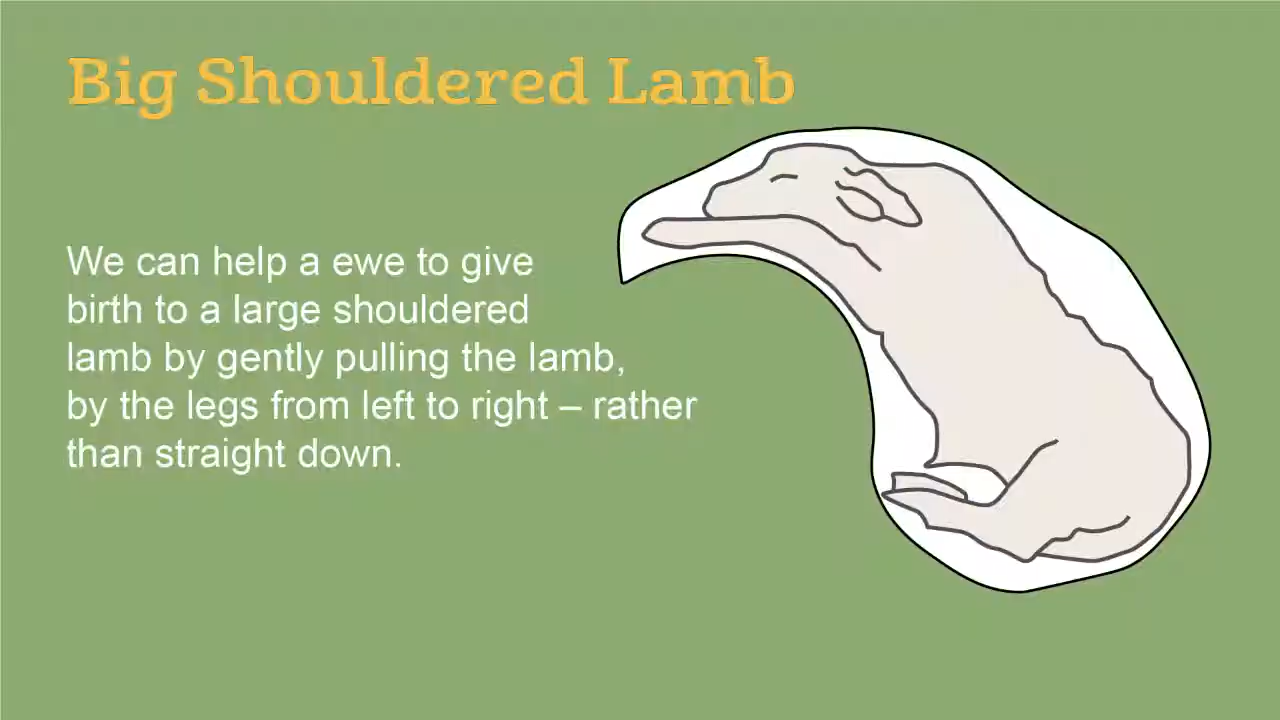 Big Shouldered Lamb
We can help a ewe to give
birth to a large shouldered
lamb by gently pulling the lamb,
by the legs from left to right – rather
than straight down.